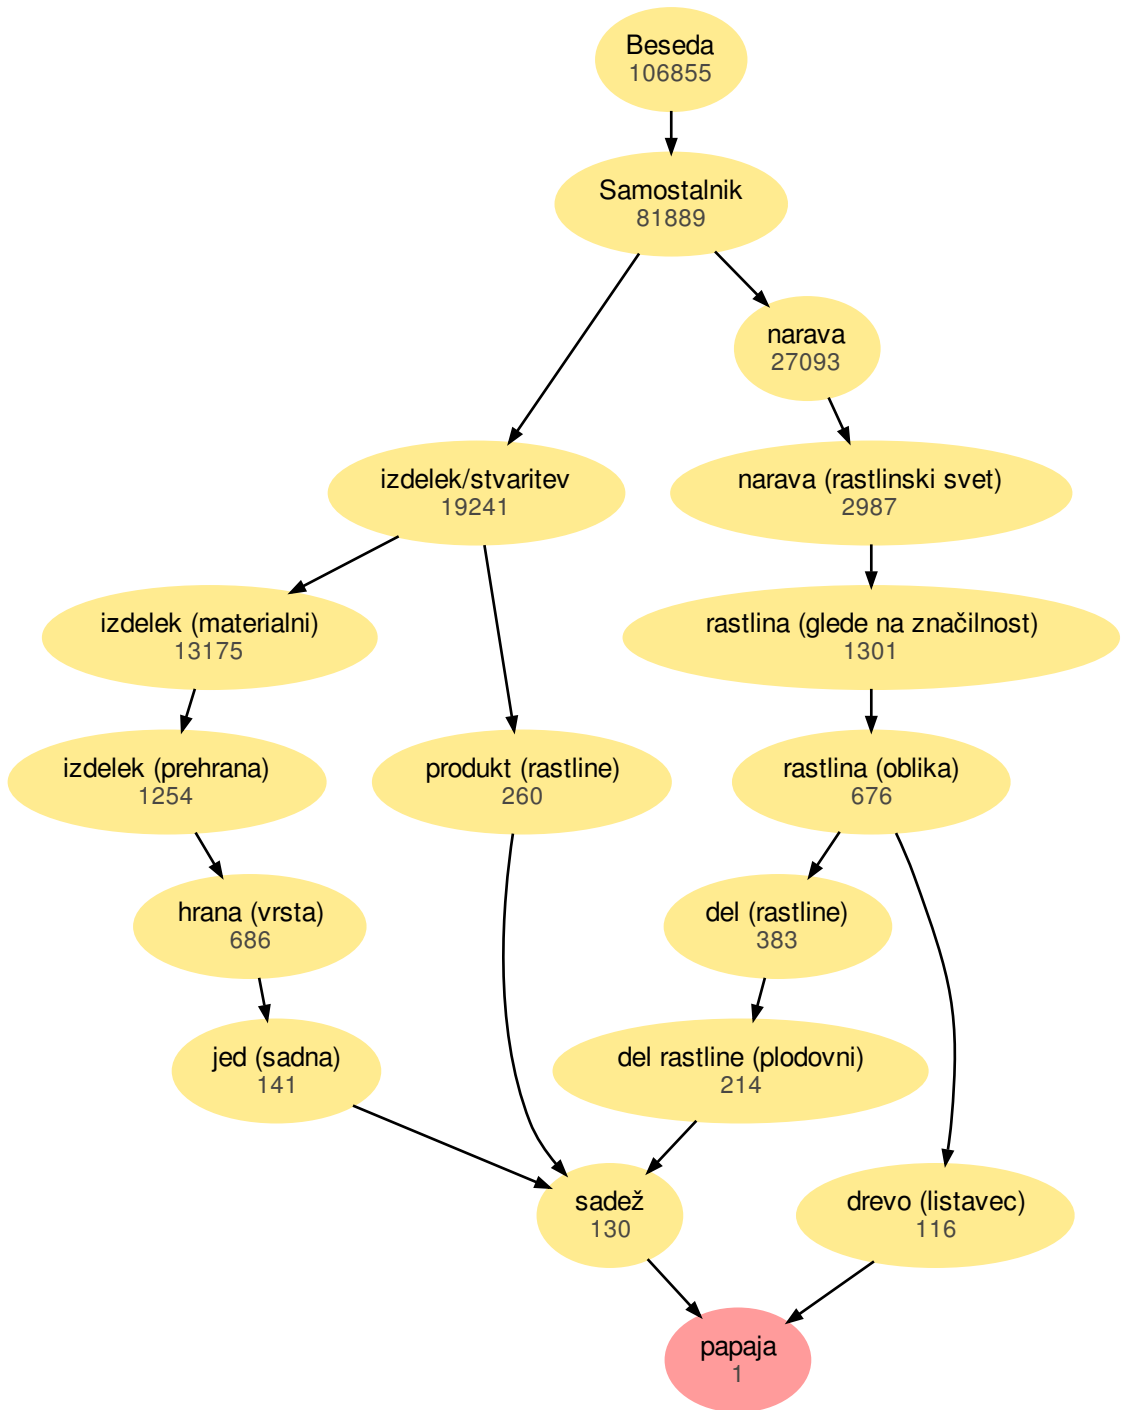 Beseda
106855
Samostalnik
81889
narava
27093
izdelek/stvaritev
19241
narava (rastlinski svet)
2987
izdelek (materialni)
13175
rastlina (glede na značilnost)
1301
izdelek (prehrana)
1254
produkt (rastline)
260
rastlina (oblika)
676
hrana (vrsta)
686
del (rastline)
383
jed (sadna)
141
del rastline (plodovni)
214
sadež
130
drevo (listavec)
116
papaja
1